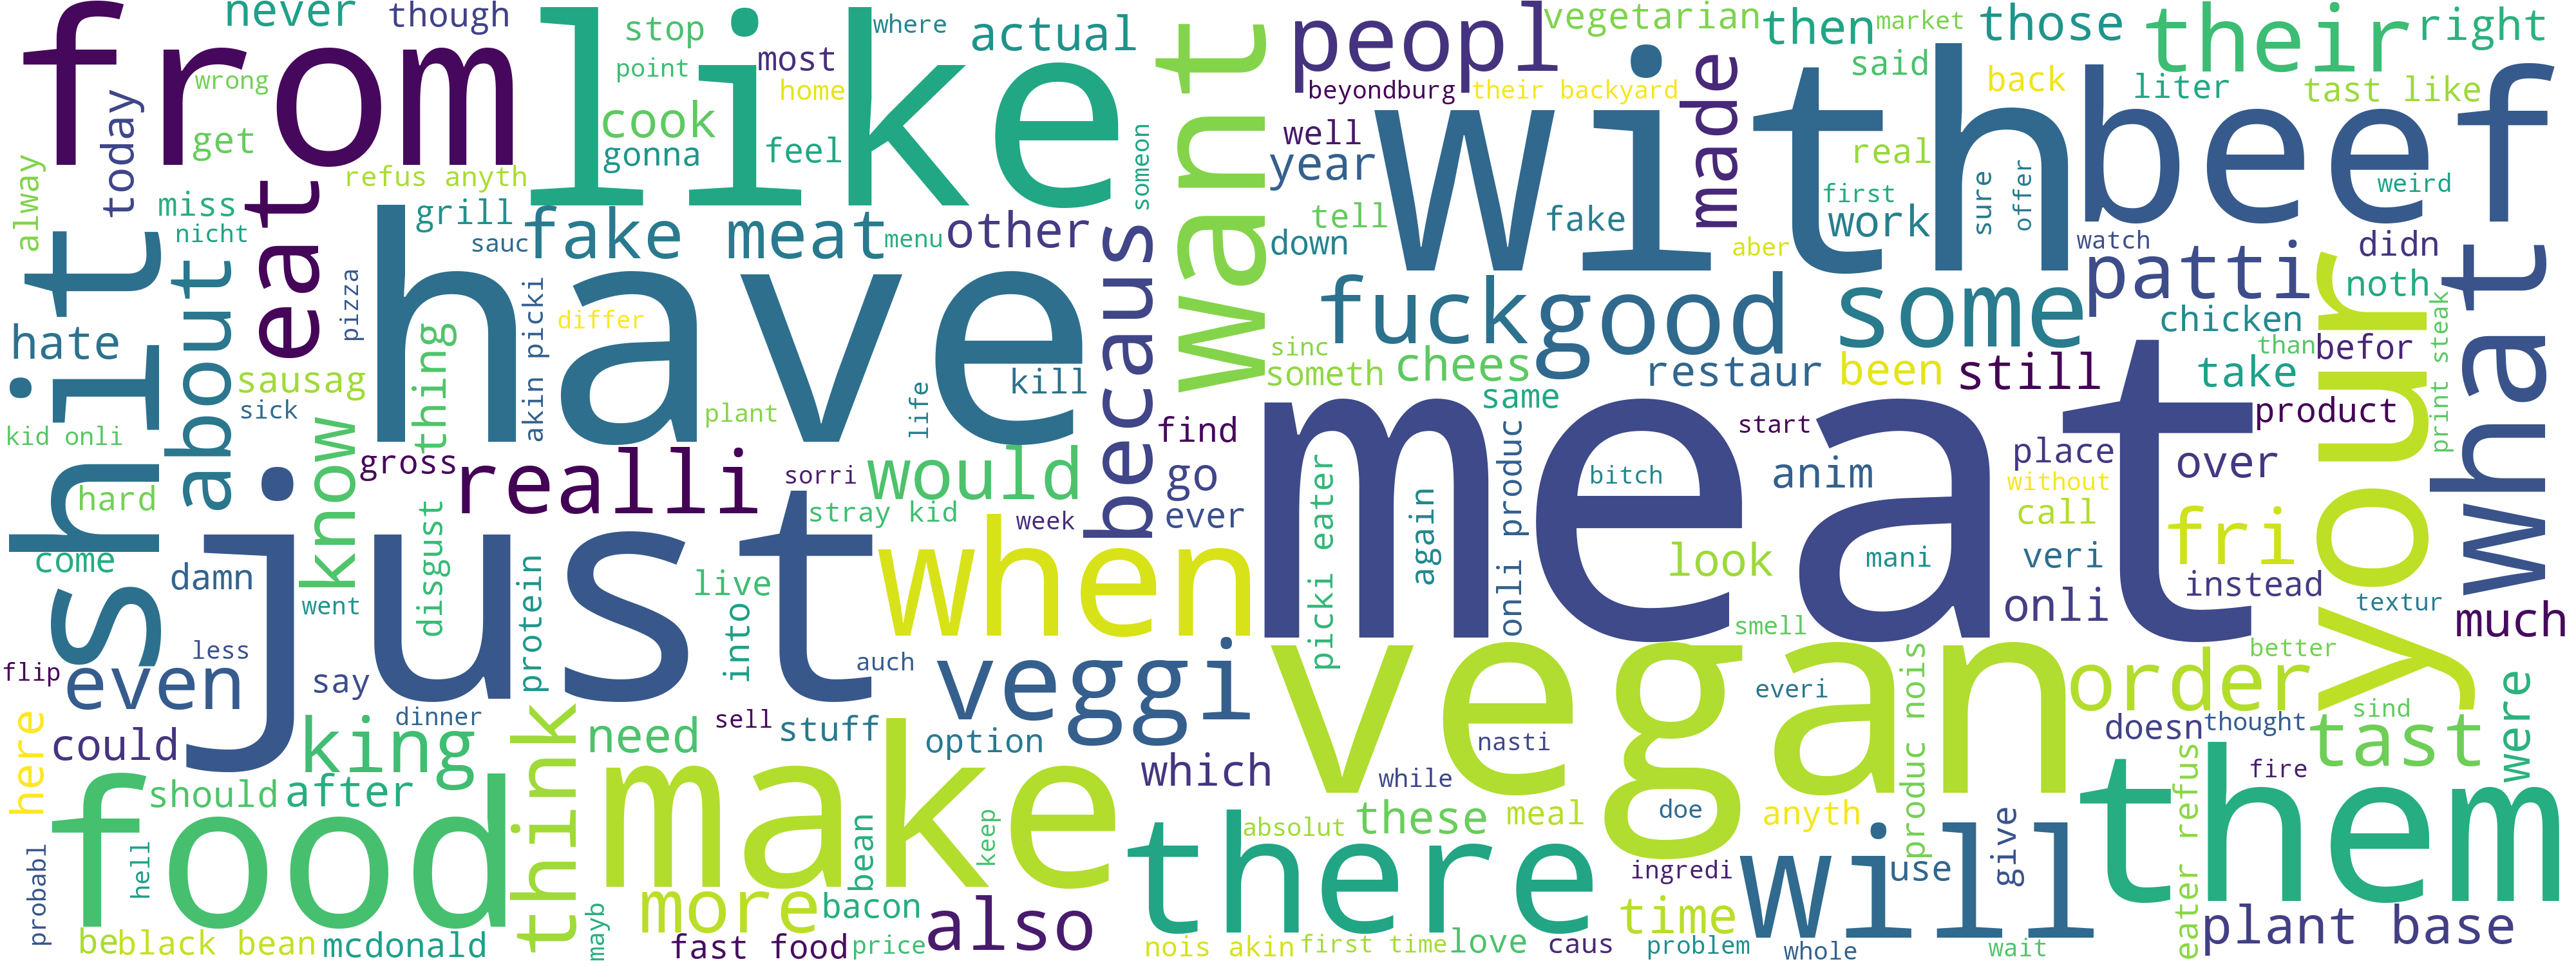 never
though
stop
where
actual
peopl
vegetarian
market
then
those
their
right
from
like
wrong
point
most
home
said
back
liter
tast like
beyondburg
their backyard
today
get
cook
gonna
feel
want
with
made
beef
what
well
year
real
alway
refus anyth
someon
first
sure
offer
weird
shit
eat
miss
nicht
grill
sauc
fake meat
menu
other
because
tell
down
fake
work
aber
watch
didn
about
have
hate
pizza
akin picki
differ
kill
fuck
good
some
patti
noth
your
print steak
sausag
sick
thing
plant
life
sinc
someth
chees
same
restaur
been
still
chicken
than
befor
take
product
kid onli
know
gross
realli
sorri
would
find
go
meat
start
hard
disgust
stray kid
week
ever
picki eater
again
onli produc
bitch
anim
place
without
over
call
fri
come
damn
just
went
protein
live
into
when
look
mani
veri
onli
instead
textur
much
flip
less
even
say
auch
veggi
vegan
smell
everi
produc nois
order
better
here
could
king
dinner
think
need
sell
stuff
option
which
nasti
while
doesn
thought
sind
tast
were
food
should
after
make
keep
there
absolut
these
meal
doe
anyth
them
fire
probabl
hell
mayb
more
bean
bacon
also
ingredi
time
will
use
give
eater refus
plant base
be
black bean
mcdonald
fast food
price
nois akin
first time
love
caus
problem
whole
wait